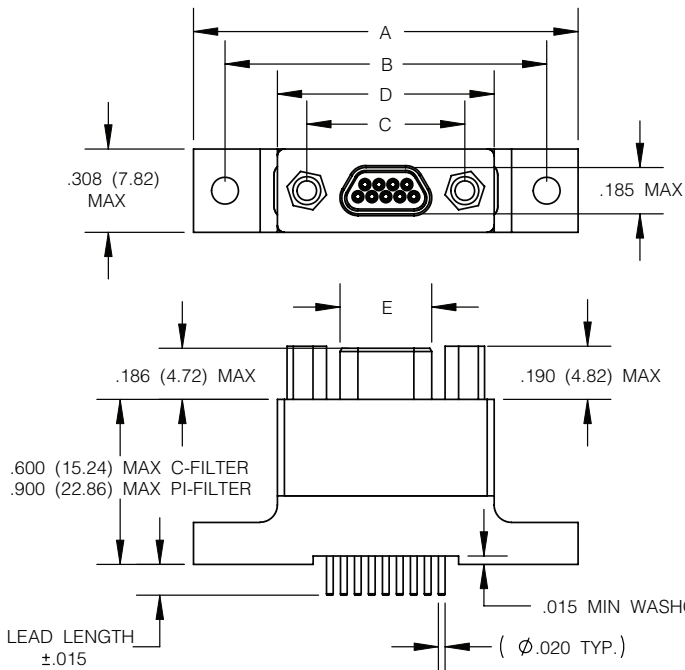 A
B
D
C
.308 (7.82)
MAX
.185 MAX
E
.186 (4.72) MAX
.190 (4.82) MAX
.600 (15.24) MAX C-FILTER
.900 (22.86) MAX PI-FILTER
.015 MIN
LEAD LENGTH
±.015
( Ø.020 TYP.)